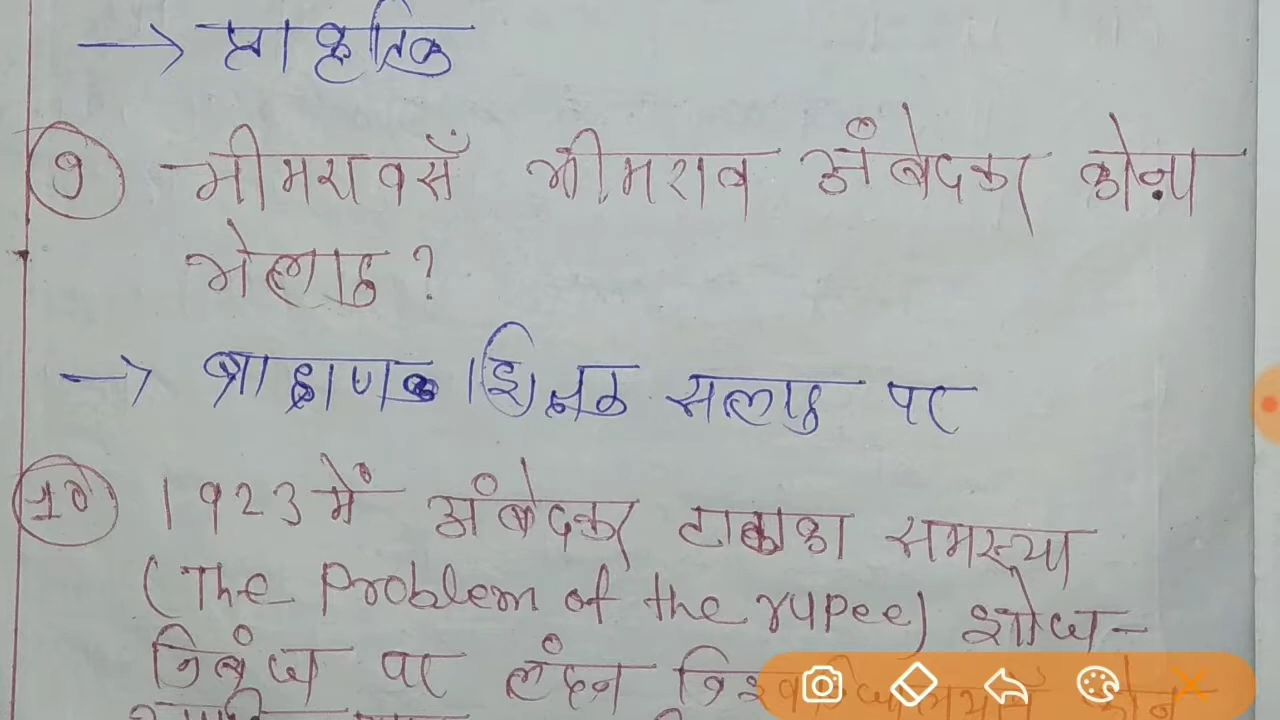 → प्राकृतिक
9 भीमरावसँ भीमराव अंबेदकर कोना
भेलाह ?
→ ब्राह्मणक शिक्षक सलाह पर
10 1923 में अंबेदकर टाकाका समस्या
(The Problem of the rupee) शोध-
निबंध पर लंदन